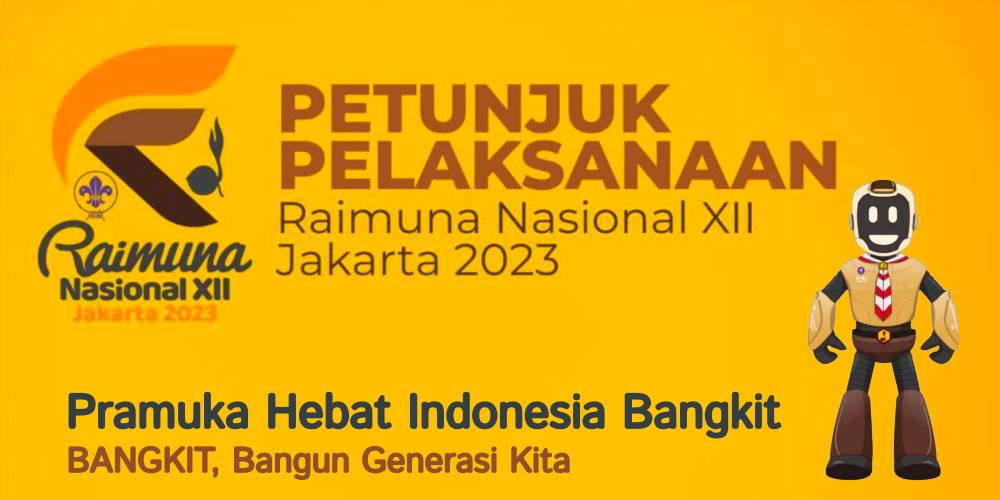 PETUNJUK
PELAKSANAAN
Raimuna Nasional XII
Jakarta 2023
Raimuna
Nasional XII
Jakarta 2023
Pramuka Hebat Indonesia Bangkit
BANGKIT, Bangun Generasi Kita